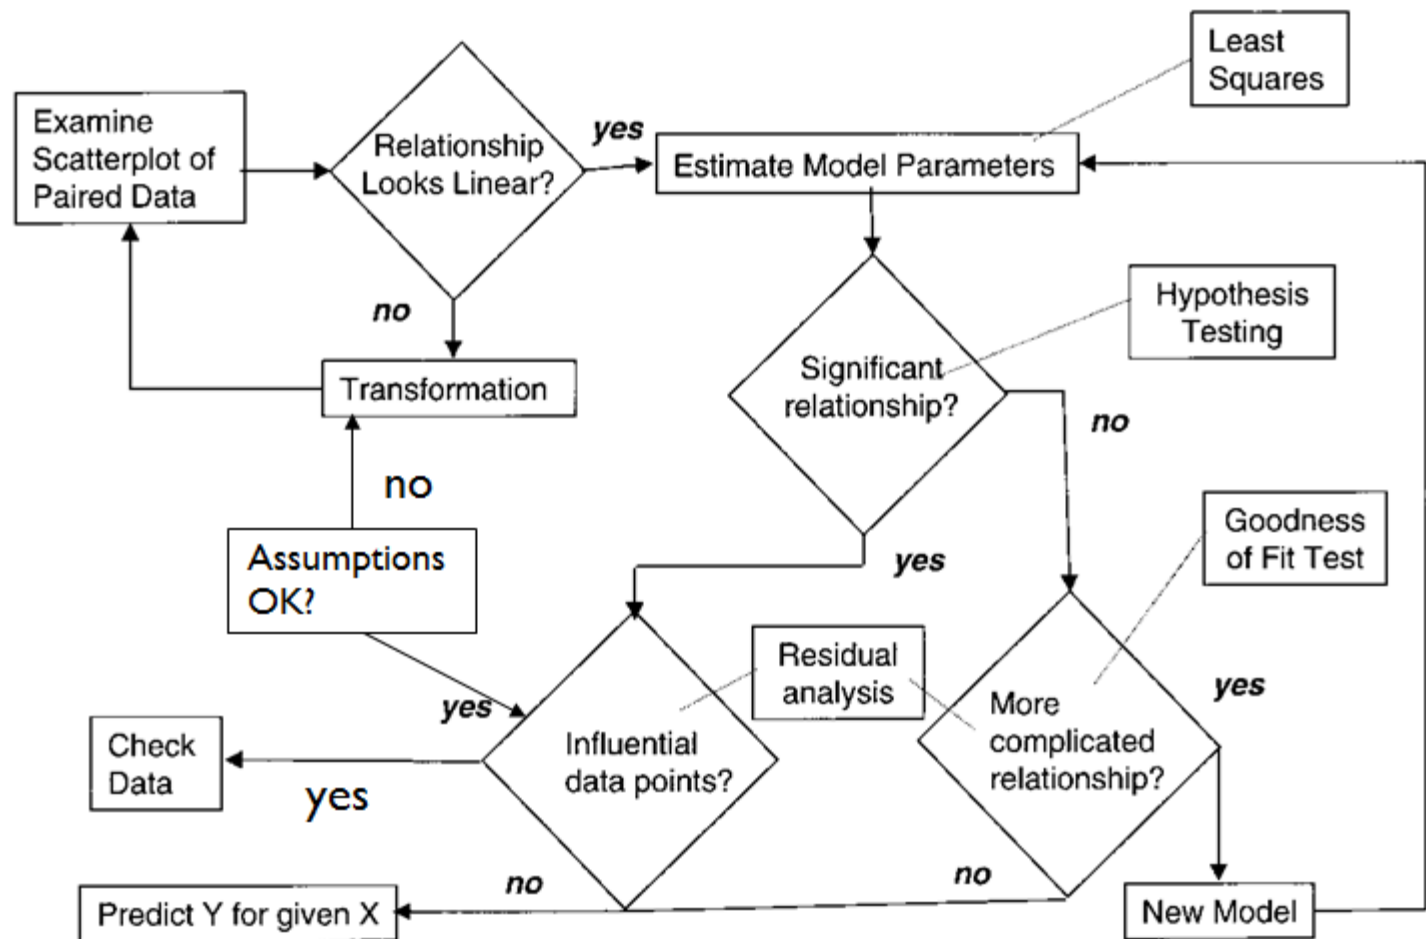 Least
Squares
Examine
Scatterplot of
Paired Data
Relationship
Looks Linear?
yes
Estimate Model Parameters
no
Hypothesis
Testing
Transformation
Significant
relationship?
no
no
Assumptions
OK?
yes
Goodness
of Fit Test
Residual
analysis
yes
yes
Check
Data
Influential
data points?
More
complicated
relationship?
yes
no
no
Predict Y for given X
New Model